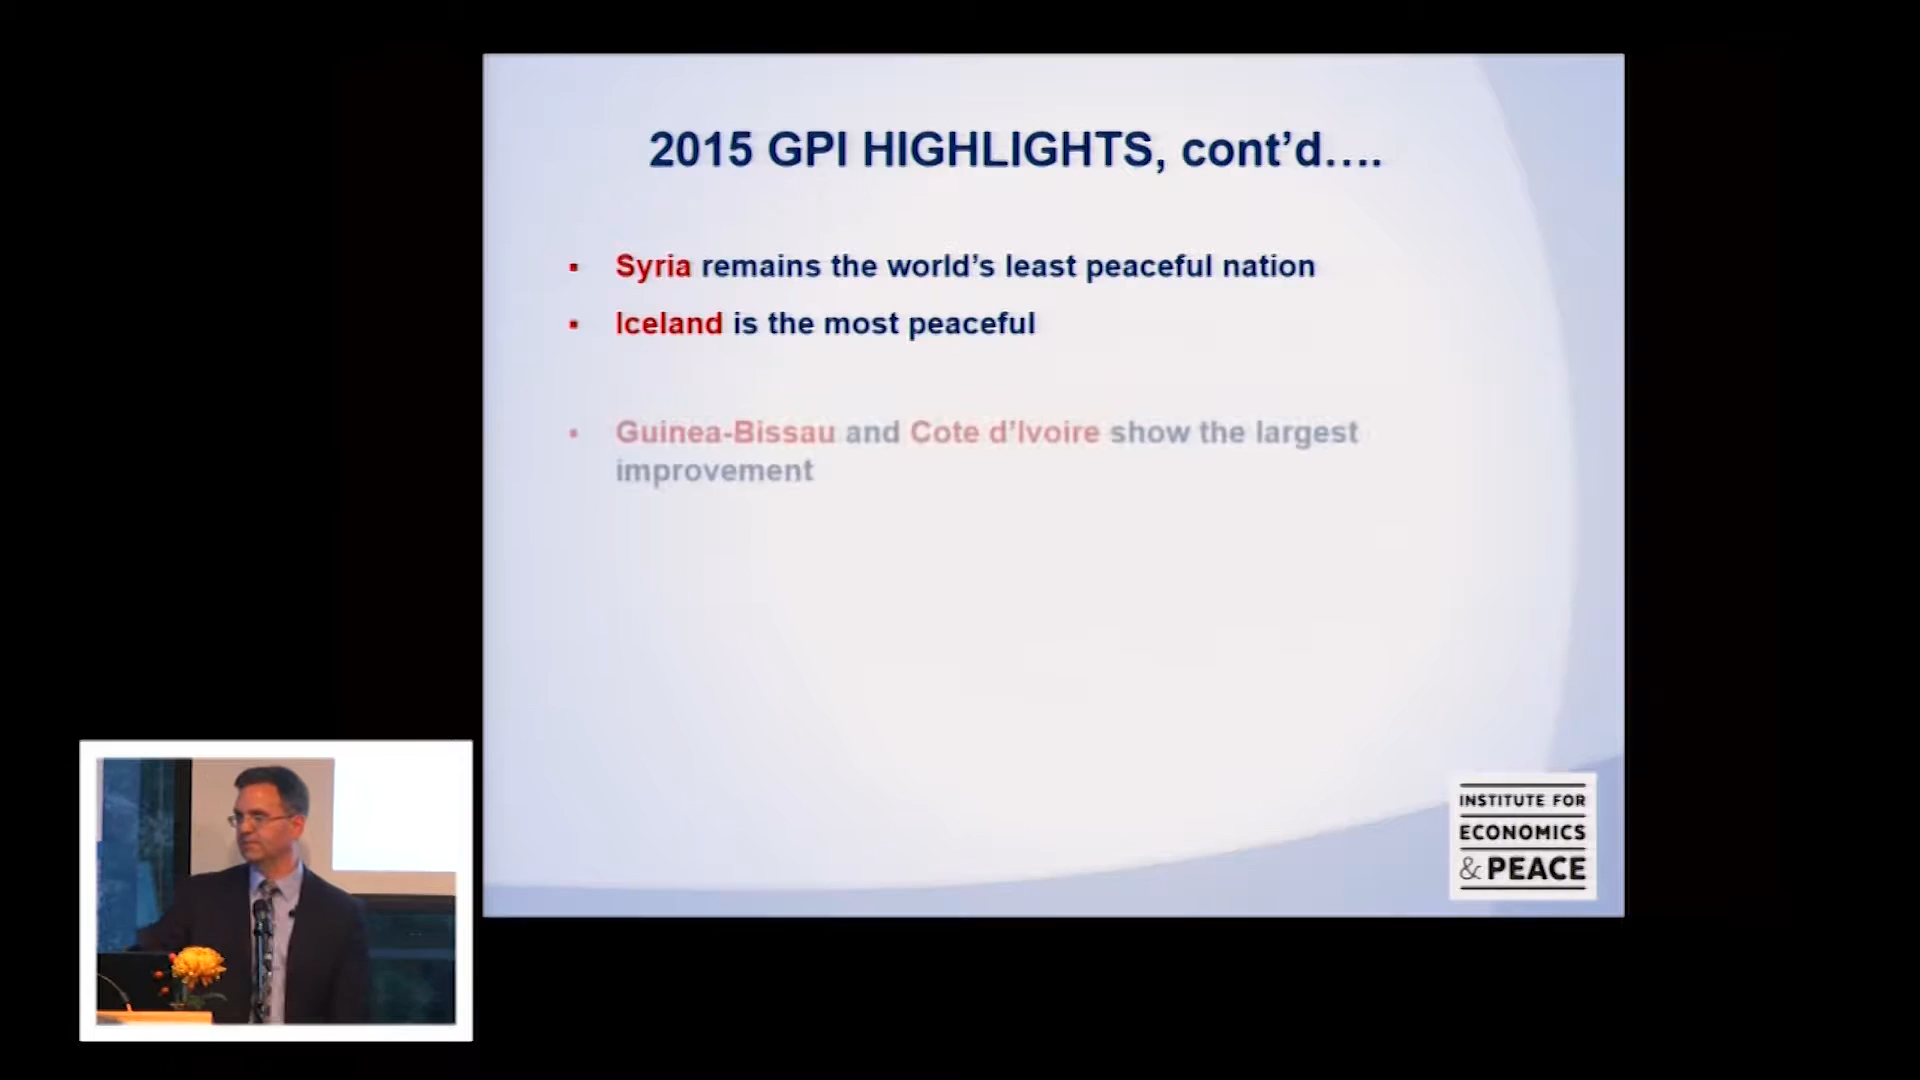 2015 GPI HIGHLIGHTS, cont’d….
▪ Syria remains the world’s least peaceful nation
▪ Iceland is the most peaceful
▪ Guinea-Bissau and Cote d’Ivoire show the largest
improvement
INSTITUTE FOR
ECONOMICS
& PEACE